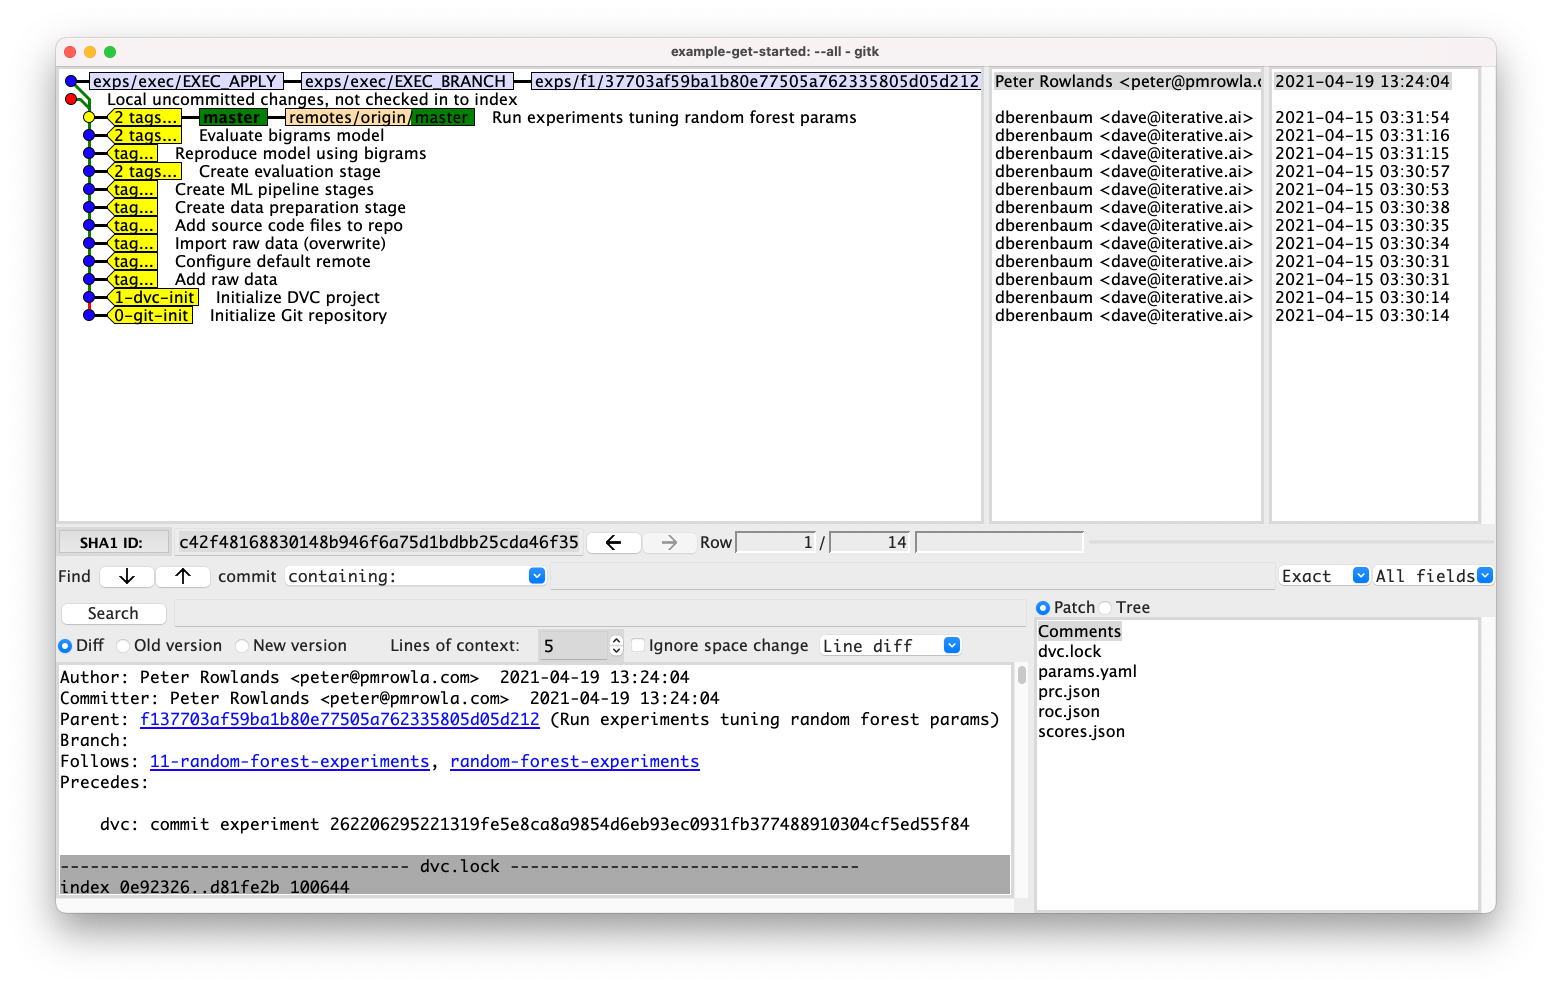 example-get-started: --all - gitk
exps/exec/EXEC_APPLY exps/exec/EXEC_BRANCH exps/f1/37703af59ba1b80e77505a762335805d05d212 Peter Rowlands <peter@pmrowla.c 2021-04-19 13:24:04
Local uncommitted changes, not checked in to index
2 tags... master remotes/origin/master Run experiments tuning random forest params dberenbaum <dave@iterative.ai> 2021-04-15 03:31:54
2 tags... Evaluate bigrams model dberenbaum <dave@iterative.ai> 2021-04-15 03:31:16
tag... Reproduce model using bigrams dberenbaum <dave@iterative.ai> 2021-04-15 03:31:15
2 tags... Create evaluation stage dberenbaum <dave@iterative.ai> 2021-04-15 03:30:57
tag... Create ML pipeline stages dberenbaum <dave@iterative.ai> 2021-04-15 03:30:53
tag... Create data preparation stage dberenbaum <dave@iterative.ai> 2021-04-15 03:30:38
tag... Add source code files to repo dberenbaum <dave@iterative.ai> 2021-04-15 03:30:35
tag... Import raw data (overwrite) dberenbaum <dave@iterative.ai> 2021-04-15 03:30:34
tag... Configure default remote dberenbaum <dave@iterative.ai> 2021-04-15 03:30:31
tag... Add raw data dberenbaum <dave@iterative.ai> 2021-04-15 03:30:31
1-dvc-init Initialize DVC project dberenbaum <dave@iterative.ai> 2021-04-15 03:30:14
0-git-init Initialize Git repository dberenbaum <dave@iterative.ai> 2021-04-15 03:30:14
SHA1 ID: c42f48168830148b946f6a75d1bdbb25cda46f35 Row 1 / 14
Find commit containing: Exact All fields
Search
Diff Old version New version Lines of context: 5 Ignore space change Line diff
Author: Peter Rowlands <peter@pmrowla.com> 2021-04-19 13:24:04
Committer: Peter Rowlands <peter@pmrowla.com> 2021-04-19 13:24:04
Parent: f137703af59ba1b80e77505a762335805d05d212 (Run experiments tuning random forest params)
Branch:
Follows: 11-random-forest-experiments, random-forest-experiments
Precedes:
dvc: commit experiment 262206295221319fe5e8ca8a9854d6eb93ec0931fb377488910304cf5ed55f84
----------------------------------- dvc.lock -----------------------------------
index 0e92326..d81fe2b 100644
Patch Tree
Comments
dvc.lock
params.yaml
prc.json
roc.json
scores.json